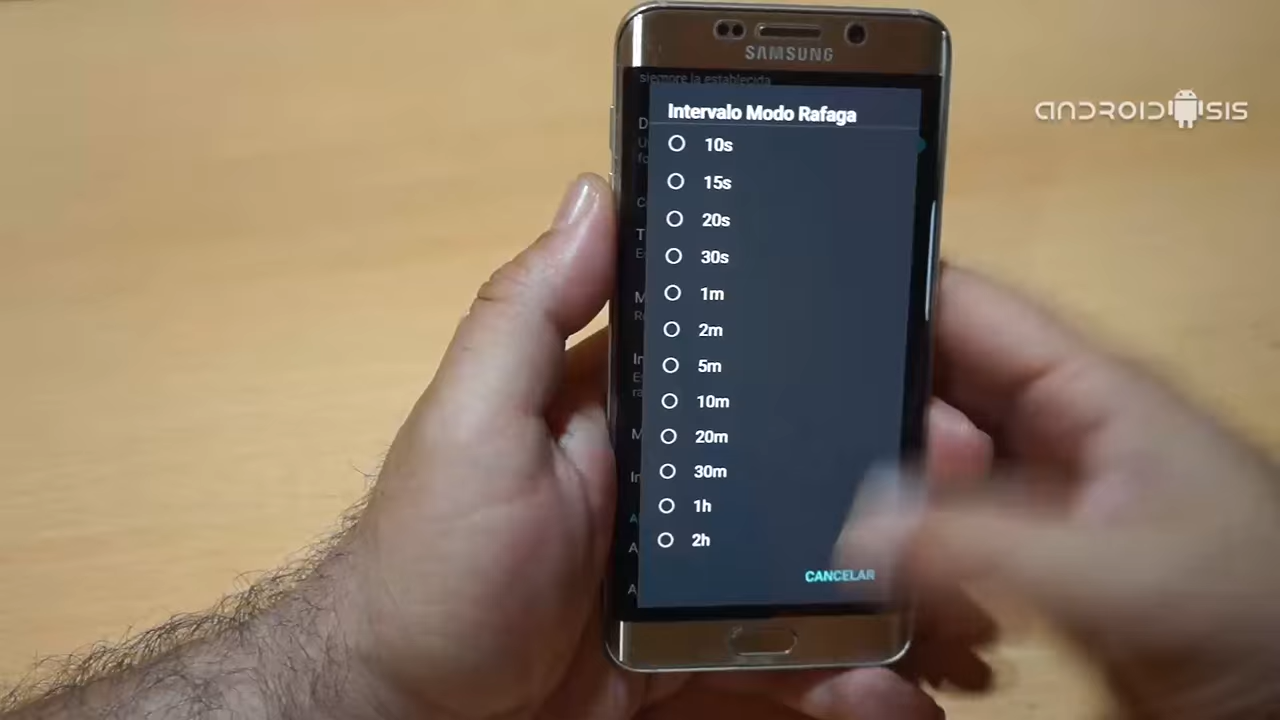 SAMSUNG
ANDROIDSIS
siempre la establecida
Intervalo Modo Rafaga
10s
15s
20s
30s
1m
2m
5m
10m
20m
30m
1h
2h
CANCELAR